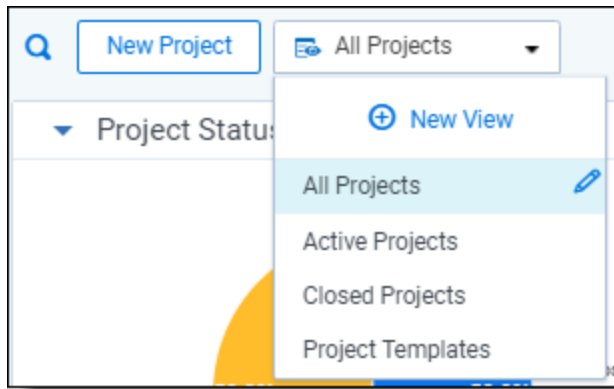 New Project
All Projects
New View
Project Status
All Projects
Active Projects
Closed Projects
Project Templates